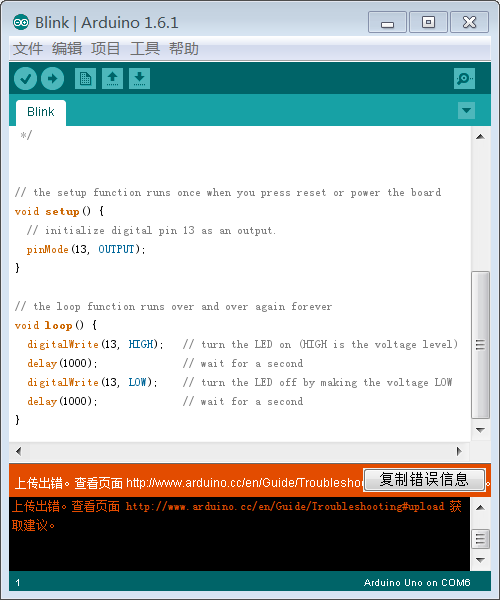 Blink | Arduino 1.6.1
文件 编辑 项目 工具 帮助
Blink
*/
// the setup function runs once when you press reset or power the board
void setup() {
// initialize digital pin 13 as an output.
pinMode(13, OUTPUT);
}
// the loop function runs over and over again forever
void loop() {
digitalWrite(13, HIGH); // turn the LED on (HIGH is the voltage level)
delay(1000); // wait for a second
digitalWrite(13, LOW); // turn the LED off by making the voltage LOW
delay(1000); // wait for a second
}
上传出错。查看页面 http://www.arduino.cc/en/Guide/Troubleshoo 复制错误信息 。
上传出错。查看页面 http://www.arduino.cc/en/Guide/Troubleshooting#upload 获
取建议。
1 Arduino Uno on COM6